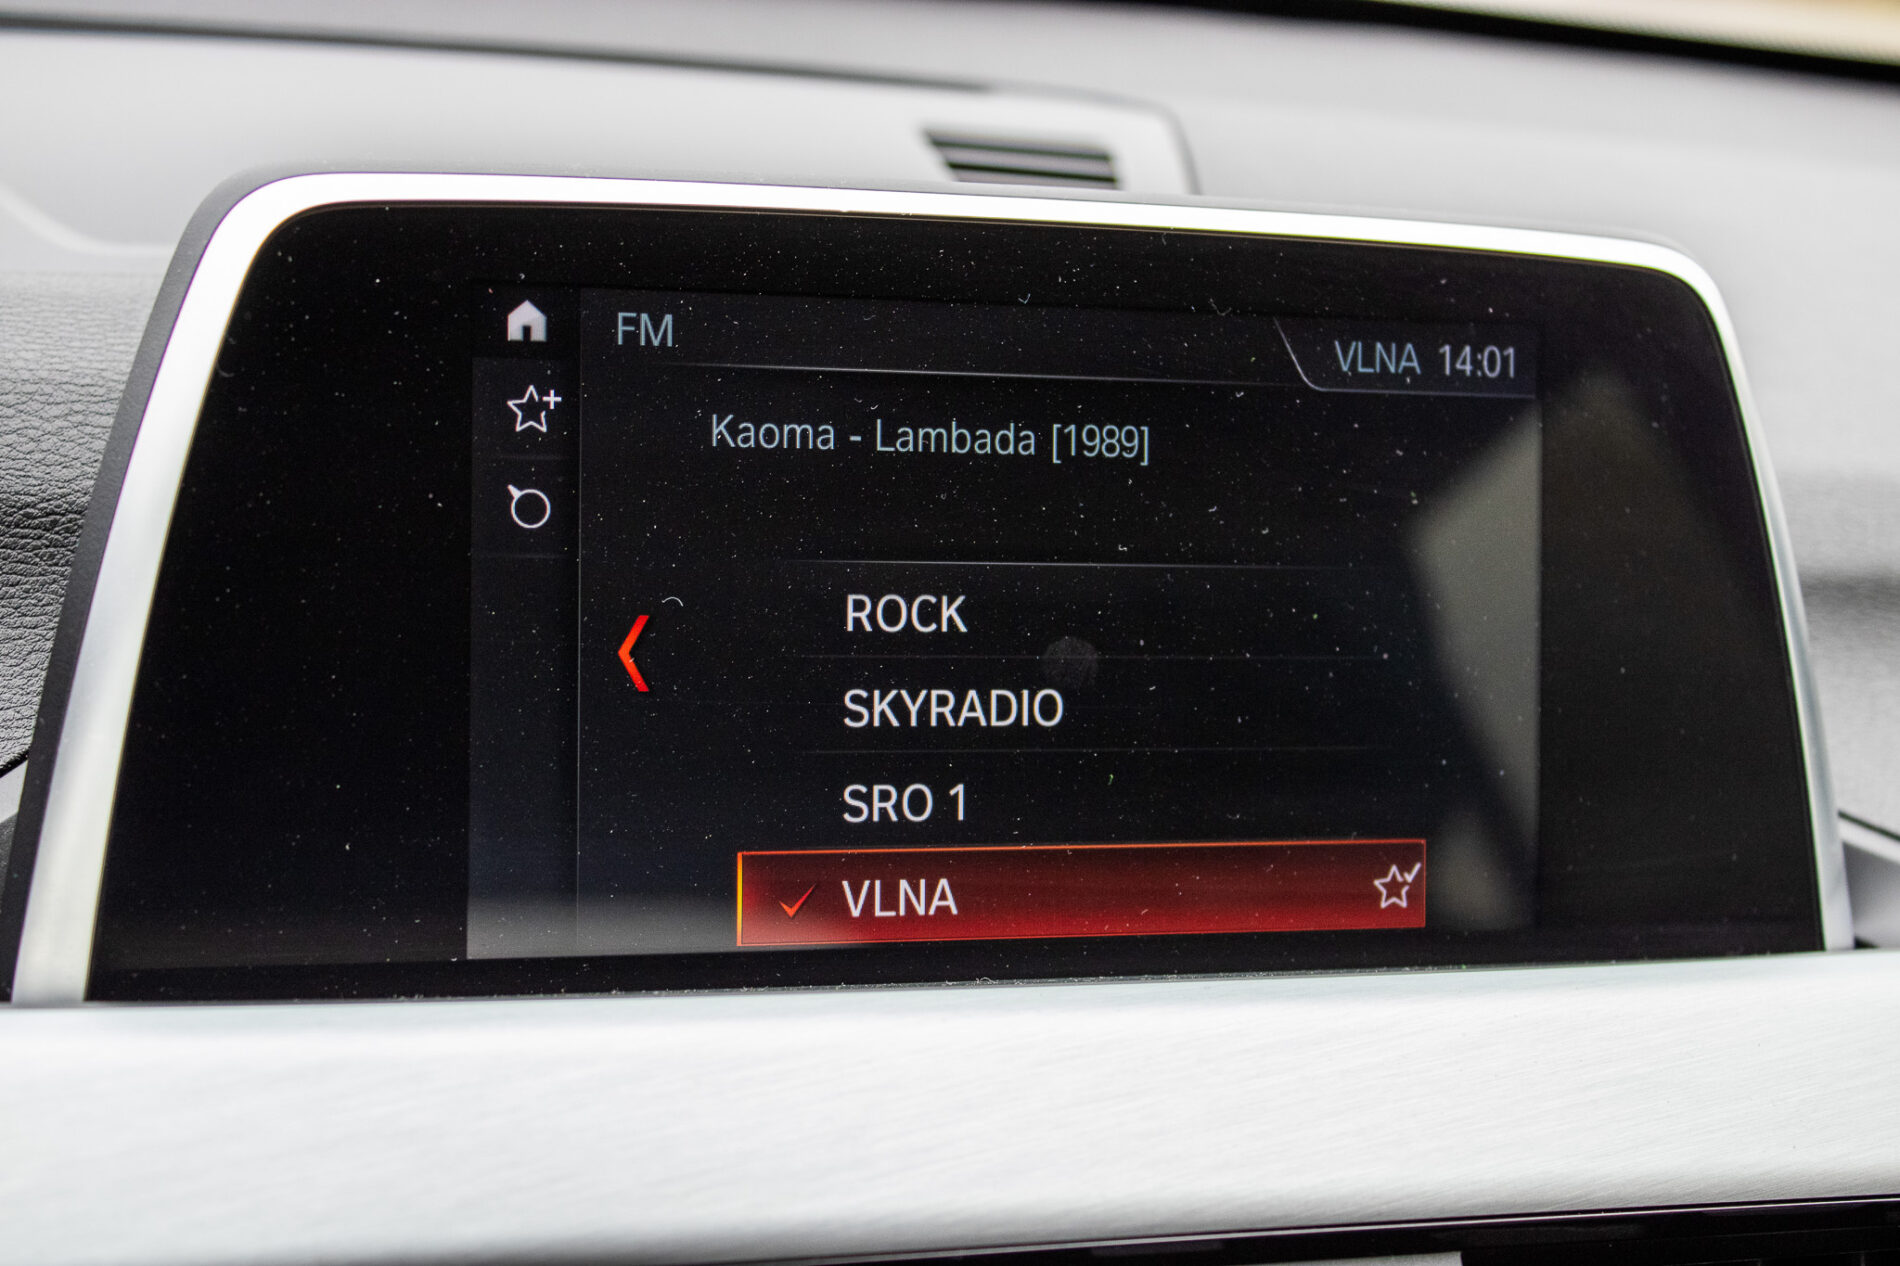 FM
VLNA 14:01
Kaoma - Lambada [1989]
ROCK
SKYRADIO
SRO 1
VLNA